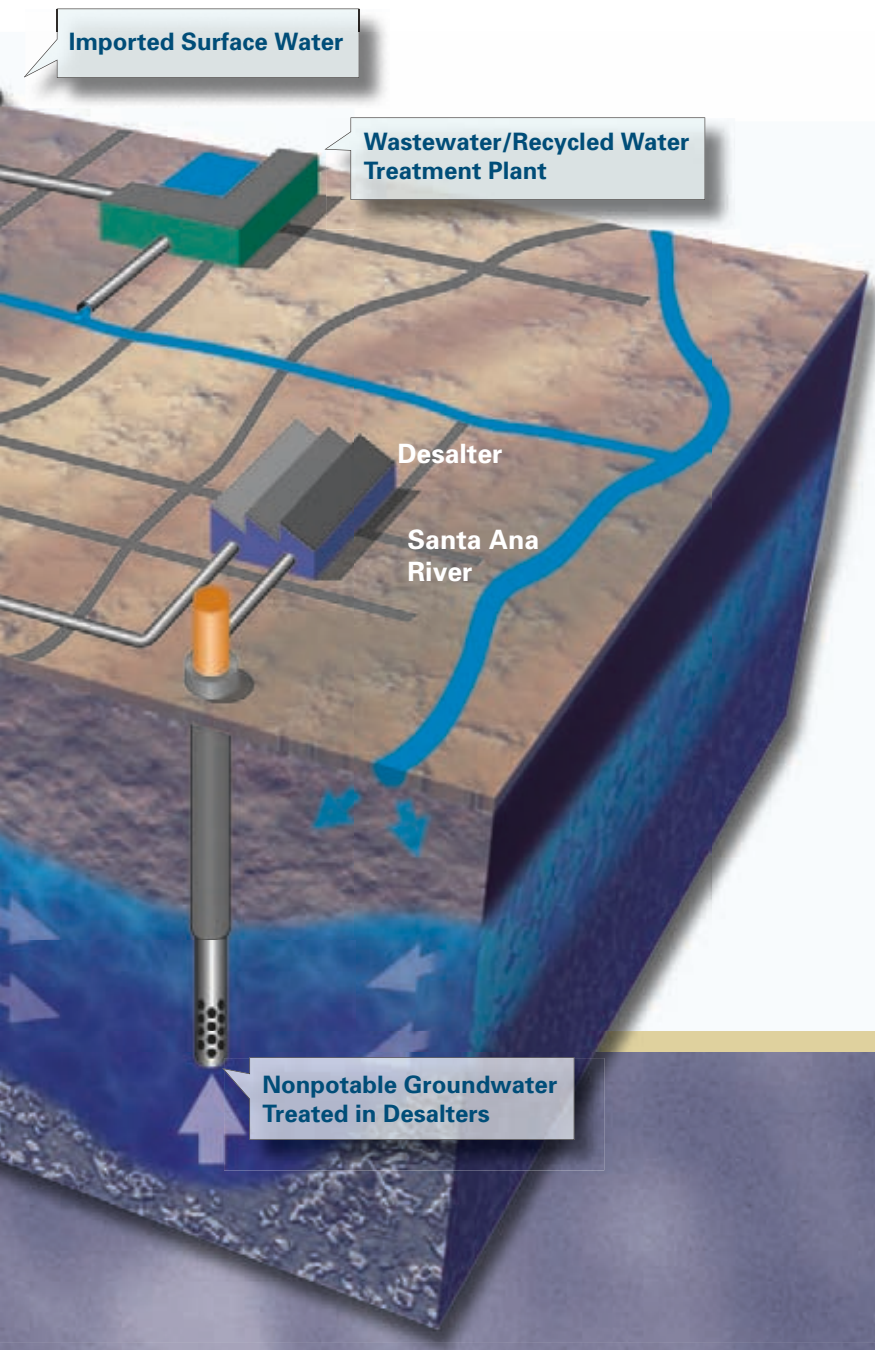 Imported Surface Water
Wastewater/Recycled Water
Treatment Plant
Desalter
Santa Ana
River
Nonpotable Groundwater
Treated in Desalters